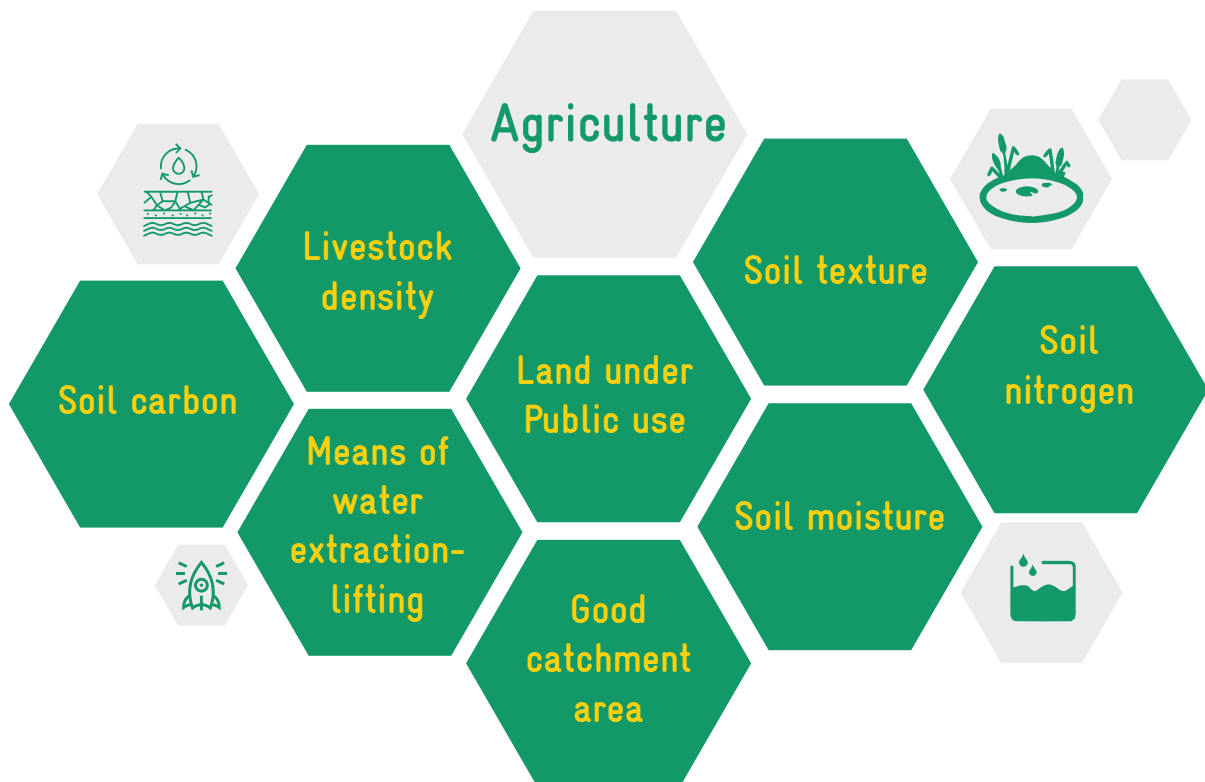 Agriculture
Livestock
density
Soil texture
Soil carbon
Land under
Public use
Soil
nitrogen
Means of
water
extraction-
lifting
Soil moisture
Good
catchment
area